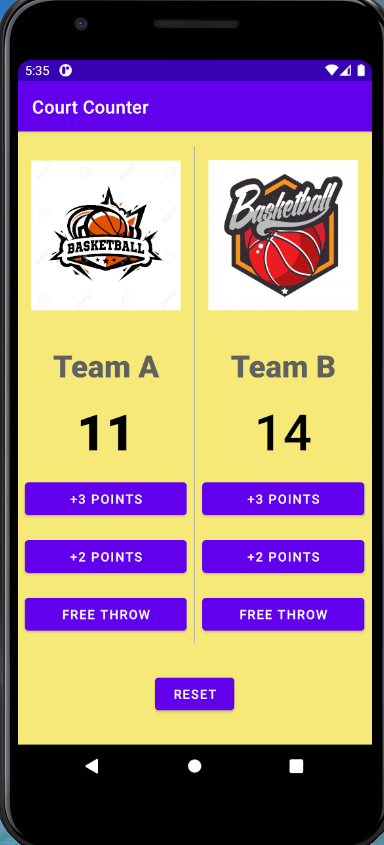 5:35
Court Counter
BASKETBALL
Basketball
Team A
Team B
11
14
+3 POINTS
+3 POINTS
+2 POINTS
+2 POINTS
FREE THROW
FREE THROW
RESET